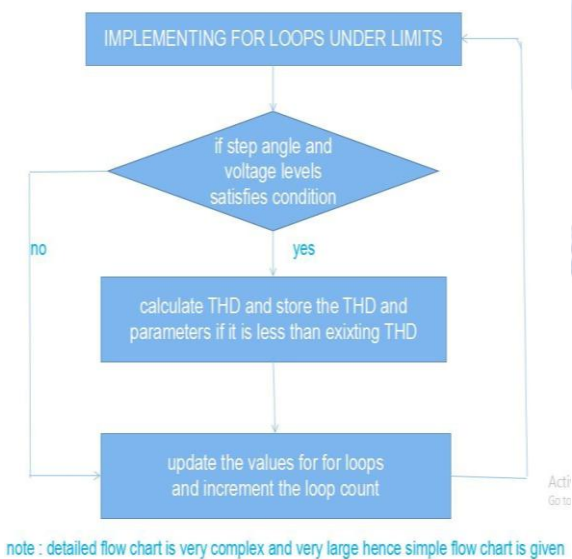 IMPLEMENTING FOR LOOPS UNDER LIMITS
if step angle and
voltage levels
satisfies condition
no
yes
calculate THD and store the THD and
parameters if it is less than exixting THD
update the values for for loops
and increment the loop count
Acti
Go to
note : detailed flow chart is very complex and very large hence simple flow chart is given